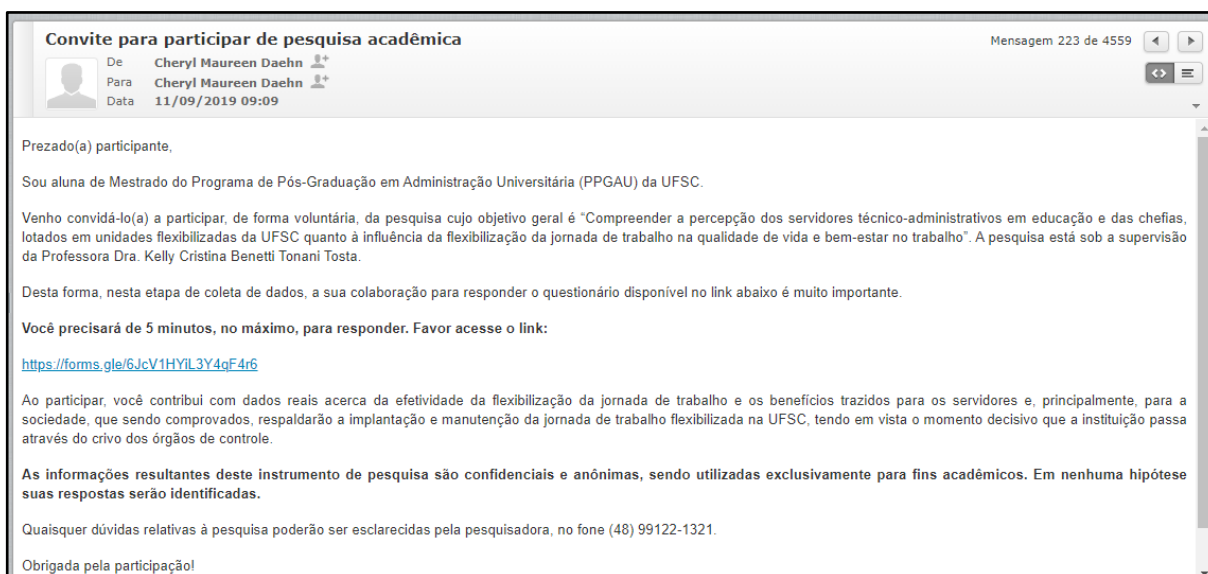 Convite para participar de pesquisa acadêmica
Mensagem 223 de 4559
De Cheryl Maureen Daehn
Para Cheryl Maureen Daehn
Data 11/09/2019 09:09
Prezado(a) participante,
Sou aluna de Mestrado do Programa de Pós-Graduação em Administração Universitária (PPGAU) da UFSC.
Venho convidá-lo(a) a participar, de forma voluntária, da pesquisa cujo objetivo geral é “Compreender a percepção dos servidores técnico-administrativos em educação e das chefias,
lotados em unidades flexibilizadas da UFSC quanto à influência da flexibilização da jornada de trabalho na qualidade de vida e bem-estar no trabalho”. A pesquisa está sob a supervisão
da Professora Dra. Kelly Cristina Benetti Tonani Tosta.
Desta forma, nesta etapa de coleta de dados, a sua colaboração para responder o questionário disponível no link abaixo é muito importante.
Você precisará de 5 minutos, no máximo, para responder. Favor acesse o link:
https://forms.gle/6JcV1HYiL3Y4qF4r6
Ao participar, você contribui com dados reais acerca da efetividade da flexibilização da jornada de trabalho e os benefícios trazidos para os servidores e, principalmente, para a
sociedade, que sendo comprovados, respaldarão a implantação e manutenção da jornada de trabalho flexibilizada na UFSC, tendo em vista o momento decisivo que a instituição passa
através do crivo dos órgãos de controle.
As informações resultantes deste instrumento de pesquisa são confidenciais e anônimas, sendo utilizadas exclusivamente para fins acadêmicos. Em nenhuma hipótese
suas respostas serão identificadas.
Quaisquer dúvidas relativas à pesquisa poderão ser esclarecidas pela pesquisadora, no fone (48) 99122-1321.
Obrigada pela participação!